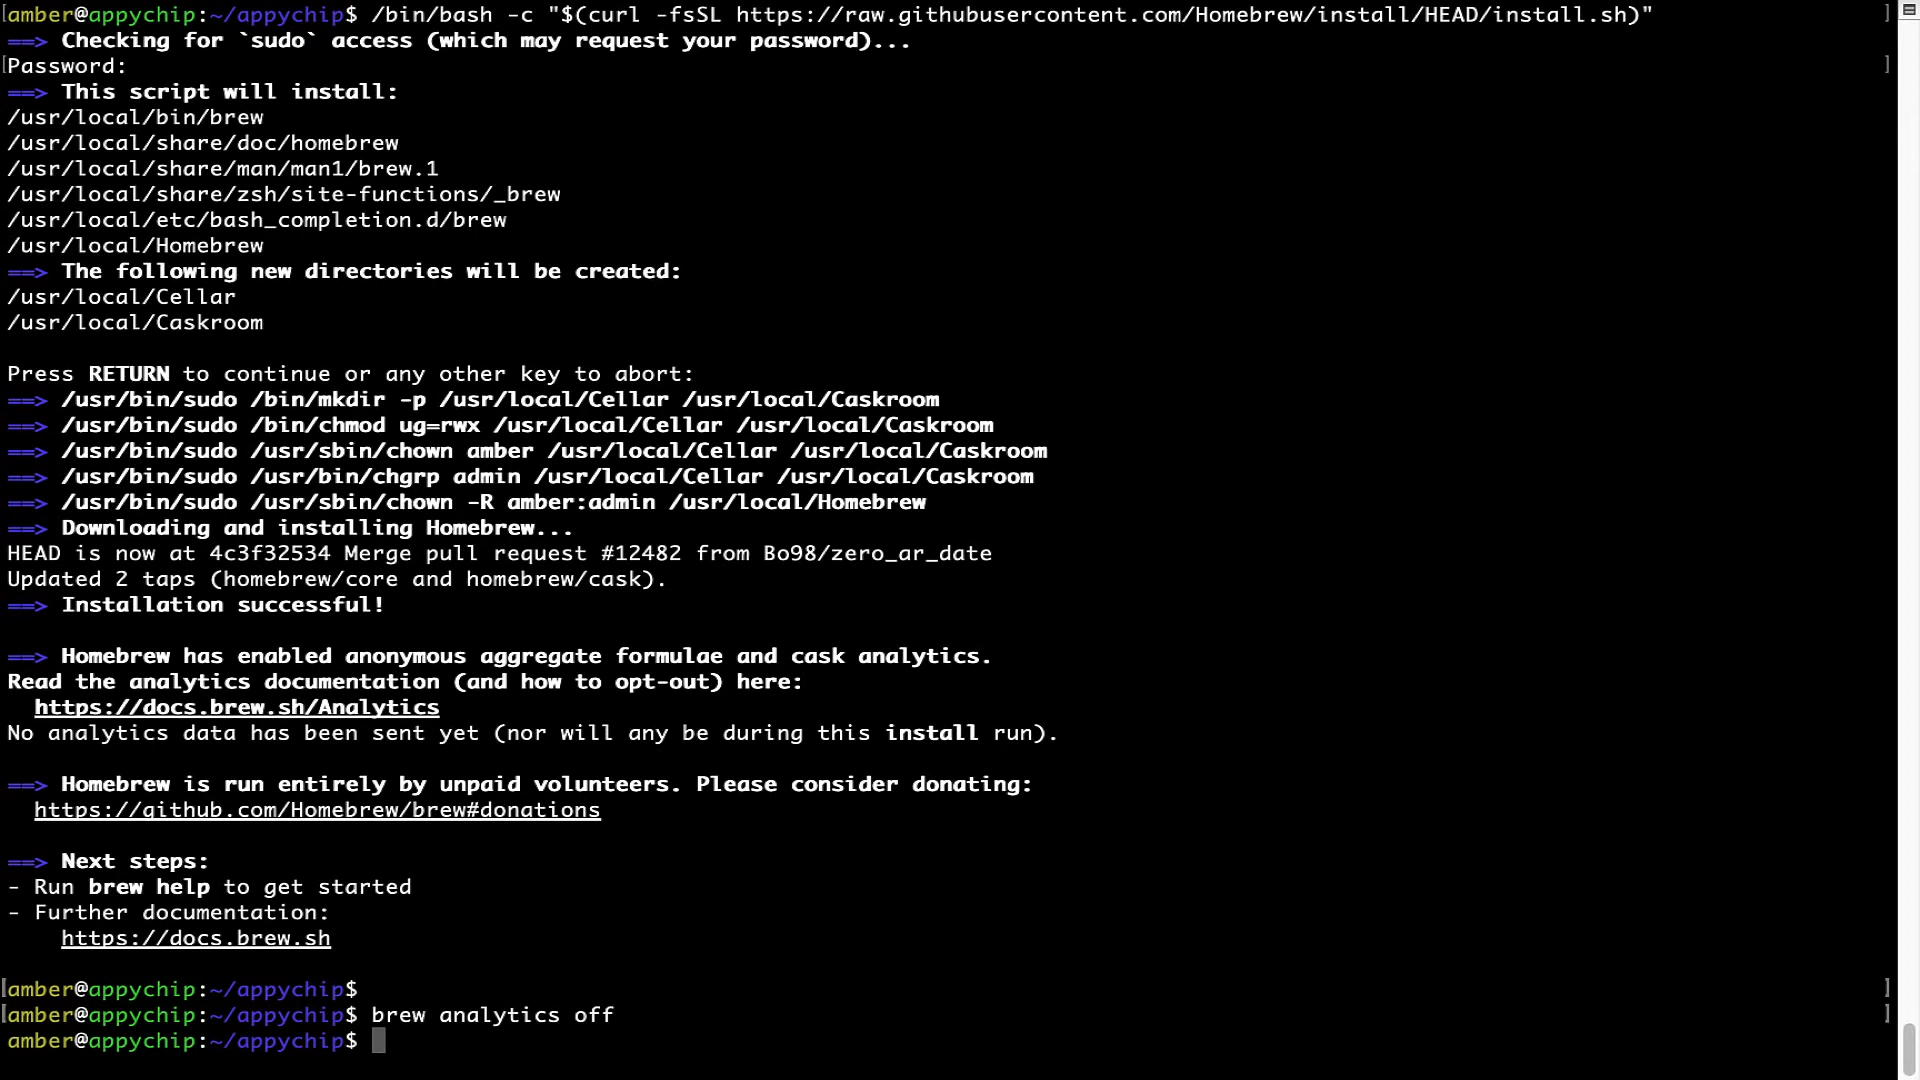 amber@appychip:~/appychip$ /bin/bash -c "$(curl -fsSL https://raw.githubusercontent.com/Homebrew/install/HEAD/install.sh)"
==> Checking for `sudo` access (which may request your password)...
Password:
==> This script will install:
/usr/local/bin/brew
/usr/local/share/doc/homebrew
/usr/local/share/man/man1/brew.1
/usr/local/share/zsh/site-functions/_brew
/usr/local/etc/bash_completion.d/brew
/usr/local/Homebrew
==> The following new directories will be created:
/usr/local/Cellar
/usr/local/Caskroom
Press RETURN to continue or any other key to abort:
==> /usr/bin/sudo /bin/mkdir -p /usr/local/Cellar /usr/local/Caskroom
==> /usr/bin/sudo /bin/chmod ug=rwx /usr/local/Cellar /usr/local/Caskroom
==> /usr/bin/sudo /usr/sbin/chown amber /usr/local/Cellar /usr/local/Caskroom
==> /usr/bin/sudo /usr/bin/chgrp admin /usr/local/Cellar /usr/local/Caskroom
==> /usr/bin/sudo /usr/sbin/chown -R amber:admin /usr/local/Homebrew
==> Downloading and installing Homebrew...
HEAD is now at 4c3f32534 Merge pull request #12482 from Bo98/zero_ar_date
Updated 2 taps (homebrew/core and homebrew/cask).
==> Installation successful!
==> Homebrew has enabled anonymous aggregate formulae and cask analytics.
Read the analytics documentation (and how to opt-out) here:
https://docs.brew.sh/Analytics
No analytics data has been sent yet (nor will any be during this install run).
==> Homebrew is run entirely by unpaid volunteers. Please consider donating:
https://github.com/Homebrew/brew#donations
==> Next steps:
- Run brew help to get started
- Further documentation:
https://docs.brew.sh
amber@appychip:~/appychip$
amber@appychip:~/appychip$ brew analytics off
amber@appychip:~/appychip$